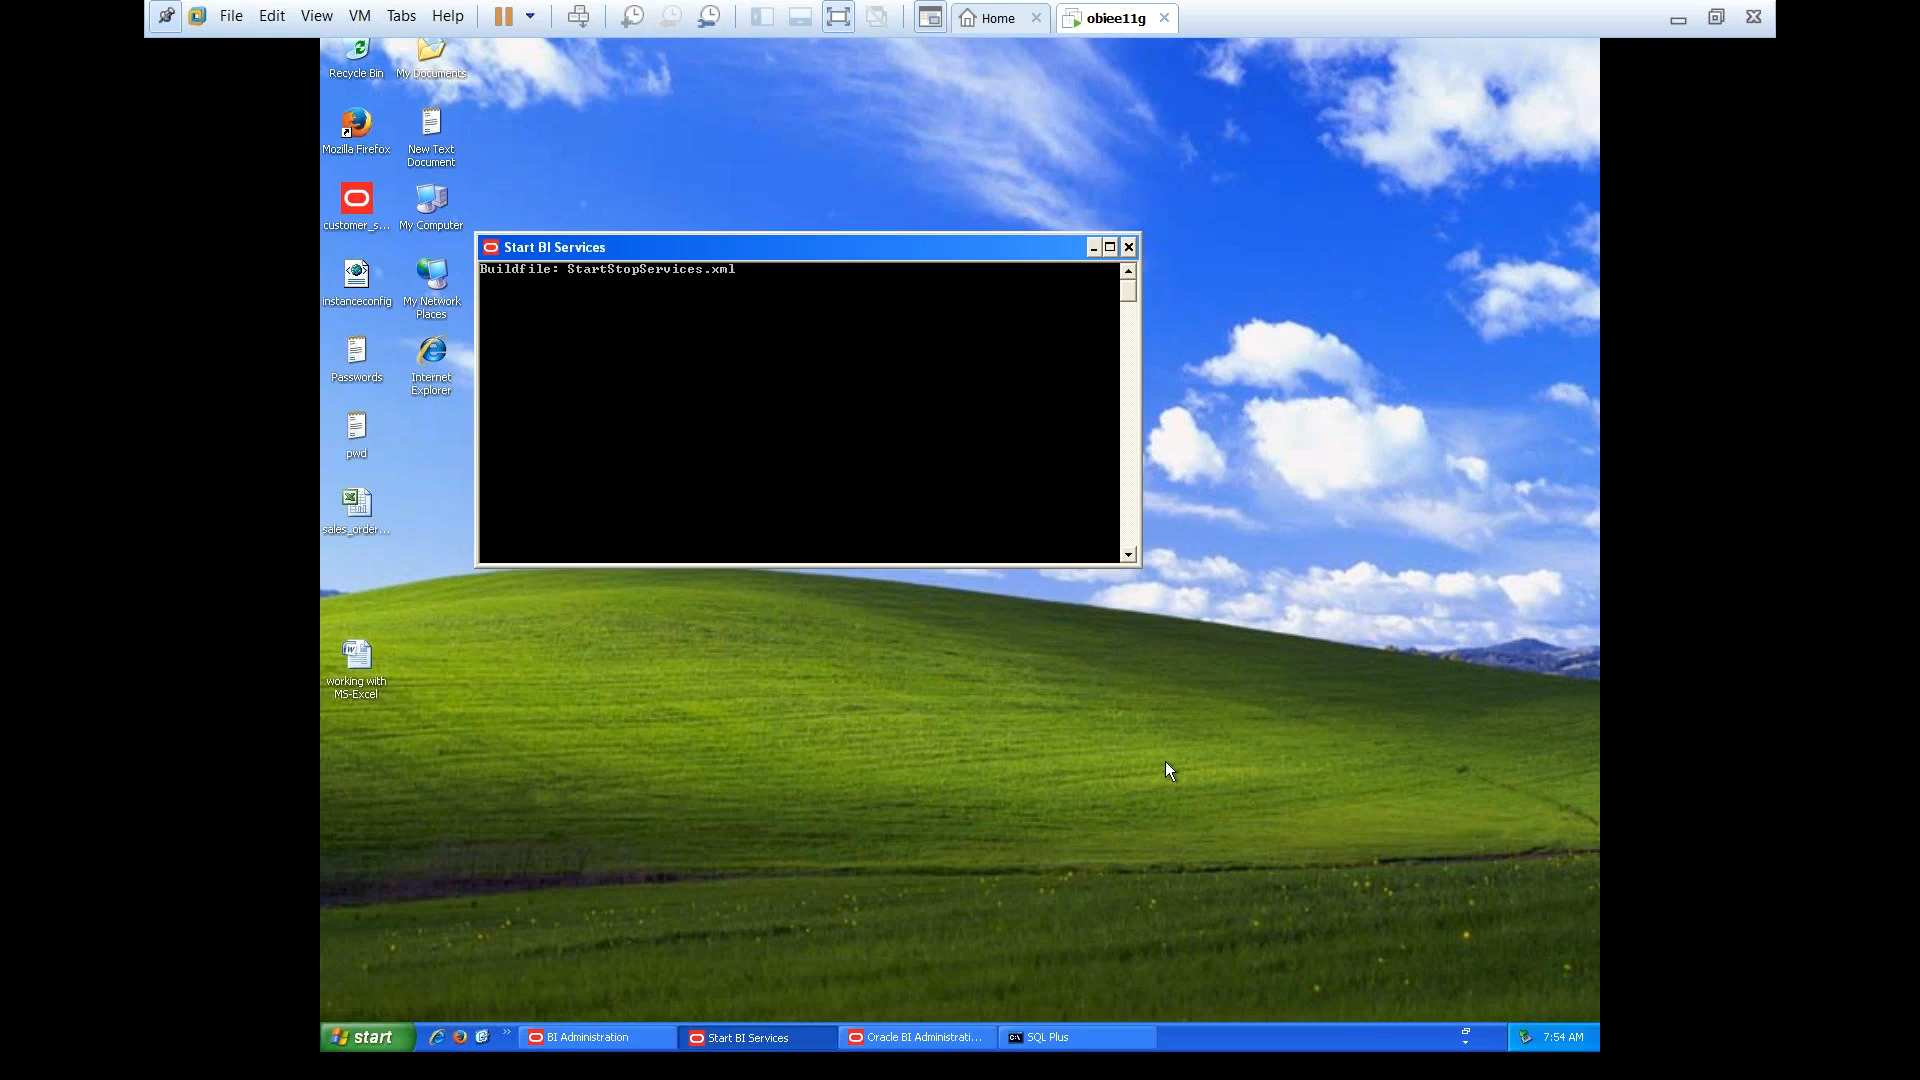 File Edit View VM Tabs Help Home obiee11g
Recycle Bin My Documents
Mozilla Firefox New Text
Document
customer_s... My Computer
Start BI Services
Buildfile: StartStopServices.xml
instanceconfig My Network
Places
Passwords Internet
Explorer
pwd
sales_order...
working with
MS-Excel
start BI Administration Start BI Services Oracle BI Administrati... SQL Plus 7:54 AM